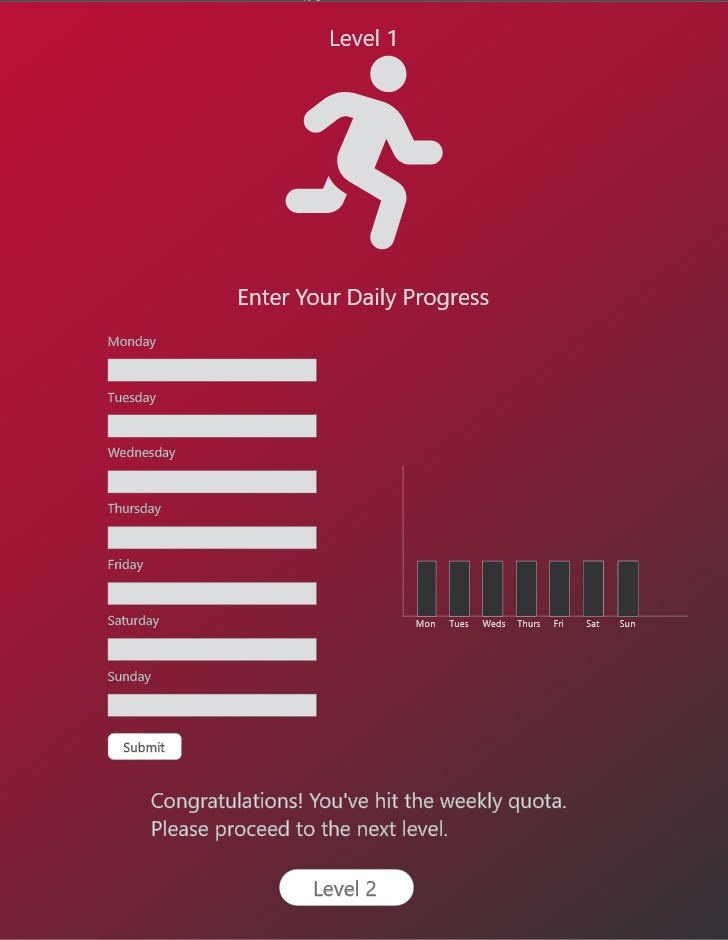 Level 1
Enter Your Daily Progress
Monday
Tuesday
Wednesday
Thursday
Friday
Saturday
Sunday
Mon Tues Weds Thurs Fri Sat Sun
Submit
Congratulations! You've hit the weekly quota.
Please proceed to the next level.
Level 2